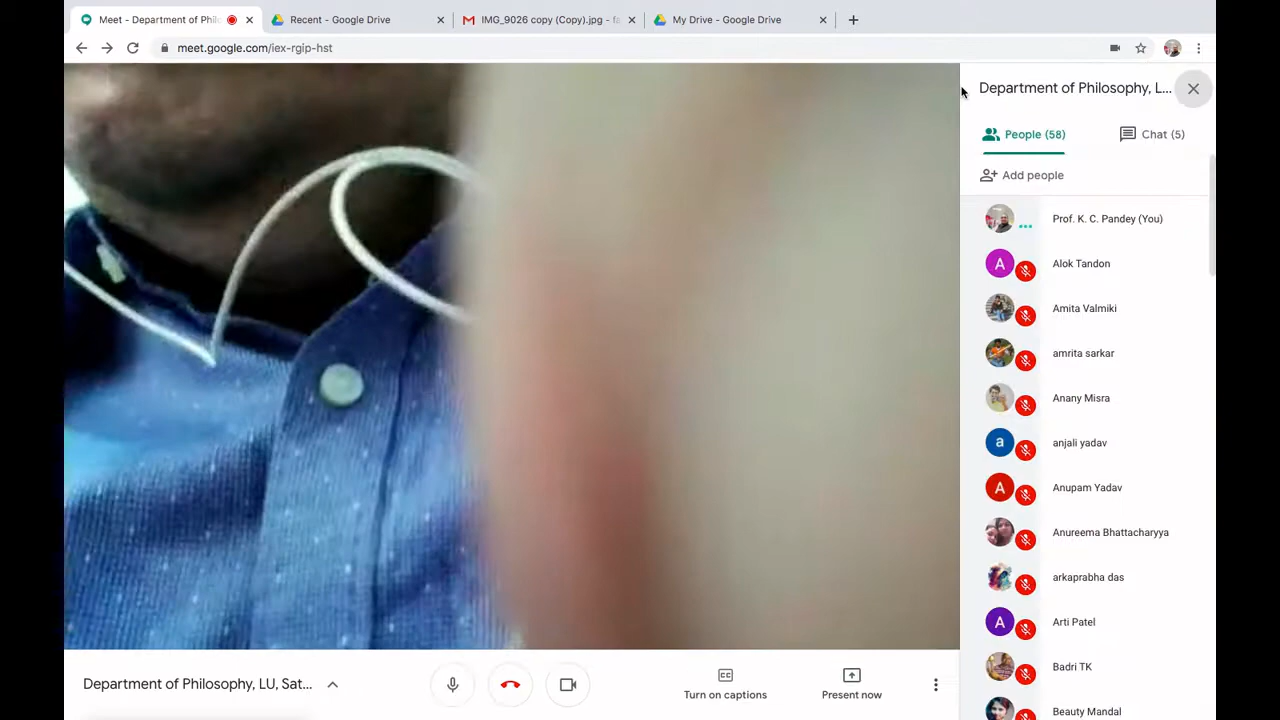 Meet - Department of Phil
Recent - Google Drive
IMG_9026 copy (Copy).jpg - fa
My Drive - Google Drive
meet.google.com/iex-rgip-hst
Department of Philosophy, L...
People (58)
Chat (5)
Add people
Prof. K. C. Pandey (You)
A Alok Tandon
Amita Valmiki
amrita sarkar
Anany Misra
a anjali yadav
A Anupam Yadav
Anureema Bhattacharyya
arkaprabha das
A Arti Patel
Badri TK
Beauty Mandal
Department of Philosophy, LU, Sat...
CC
Turn on captions
Present now